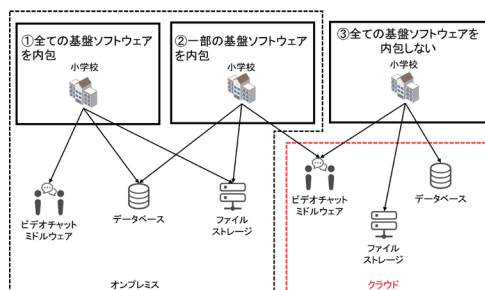 ①全ての基盤ソフトウェア
を内包
小学校
②一部の基盤ソフトウェア
を内包
小学校
③全ての基盤ソフトウェアを
内包しない
小学校
ビデオチャット
ミドルウェア
データベース
ファイル
ストレージ
ビデオチャット
ミドルウェア
データベース
ファイル
ストレージ
オンプレミス
クラウド